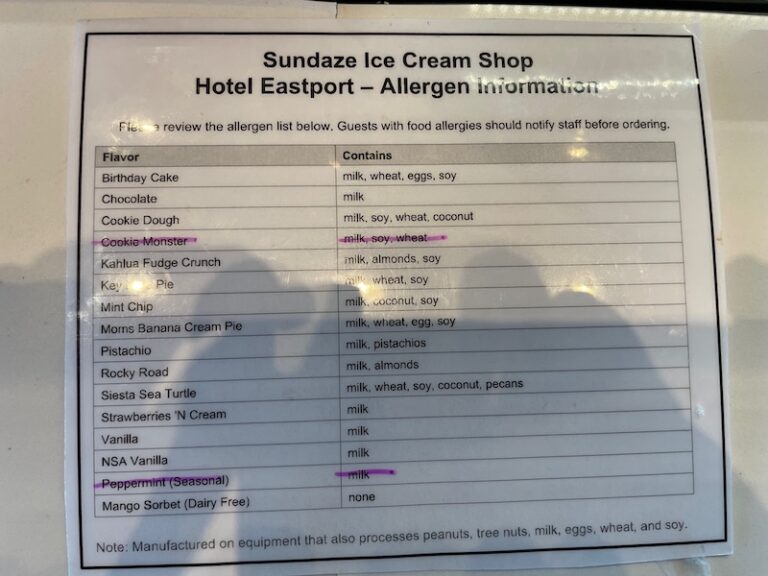 Sundaze Ice Cream Shop
Hotel Eastport – Allergen Information
Please review the allergen list below. Guests with food allergies should notify staff before ordering.
Flavor Contains
Birthday Cake milk, wheat, eggs, soy
Chocolate milk
Cookie Dough milk, soy, wheat, coconut
Cookie Monster milk, soy, wheat
Kahlua Fudge Crunch milk, almonds, soy
Pie milk, wheat, soy
Mint Chip milk, coconut, soy
Moms Banana Cream Pie milk, wheat, egg, soy
Pistachio milk, pistachios
Rocky Road milk, almonds
Siesta Sea Turtle milk, wheat, soy, coconut, pecans
Strawberries 'N Cream milk
Vanilla milk
NSA Vanilla milk
Peppermint (Seasonal) milk
Mango Sorbet (Dairy Free) none
Note: Manufactured on equipment that also processes peanuts, tree nuts, milk, eggs, wheat, and soy.